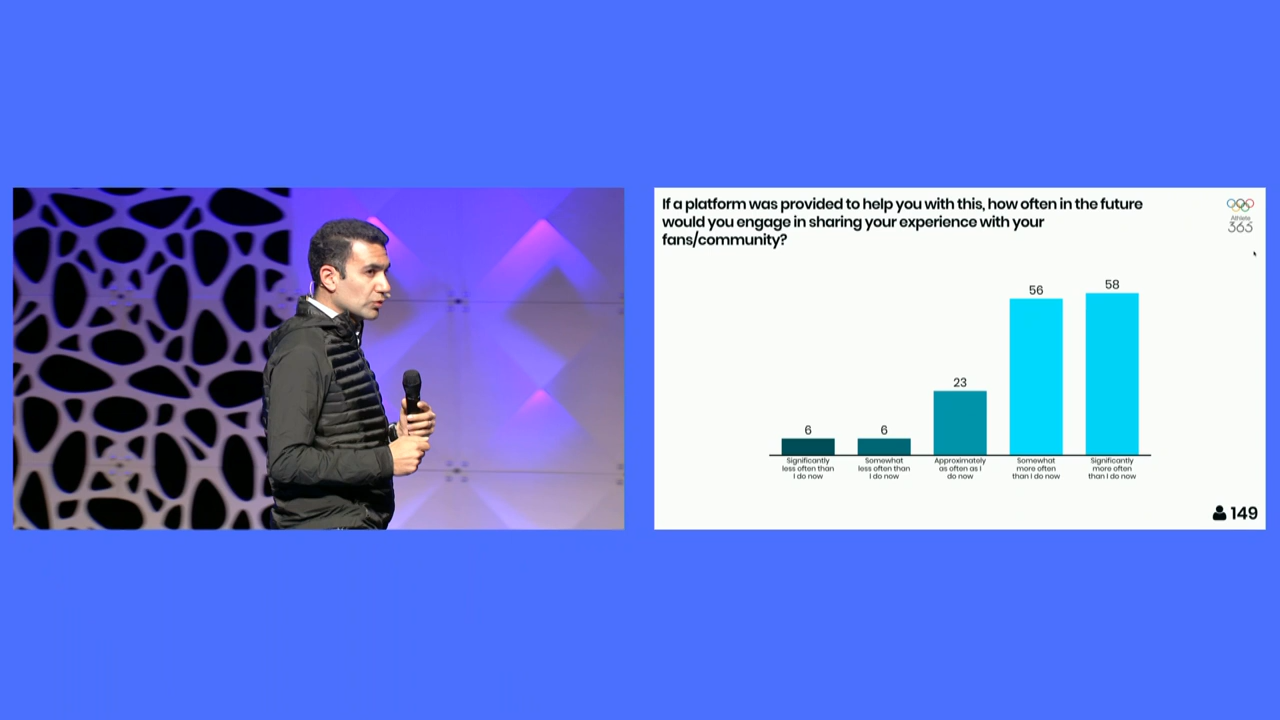 If a platform was provided to help you with this, how often in the future
would you engage in sharing your experience with your
fans/community?
Athlete
365
6
6
23
56
58
Significantly
less often than
I do now
Somewhat
less often than
I do now
Approximately
as often as I
do now
Somewhat
more often
than I do now
Significantly
more often
than I do now
149